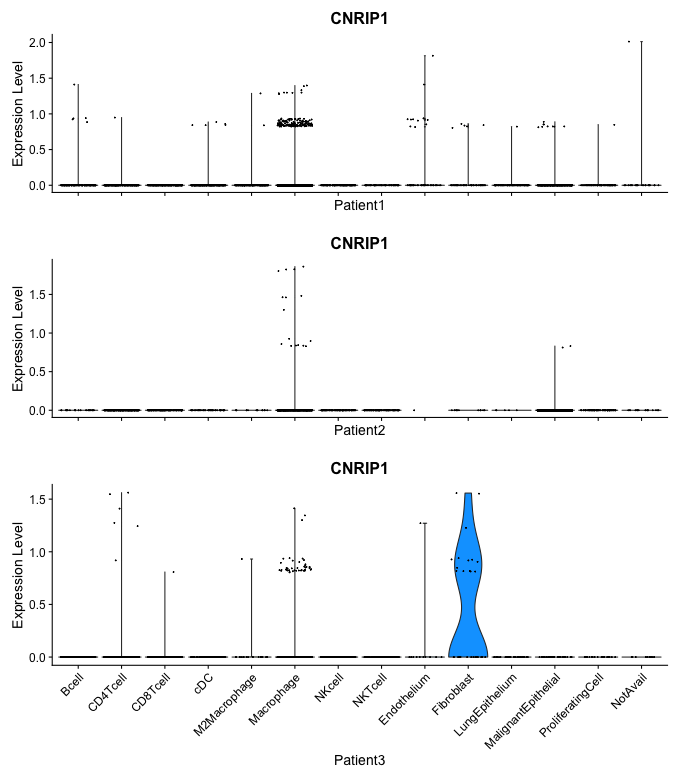 CNRIP1
2.0
1.5
1.0
0.5
0.0
Expression Level
Patient1
CNRIP1
1.5
1.0
0.5
0.0
Expression Level
Patient2
CNRIP1
1.5
1.0
0.5
0.0
Expression Level
Bcell
CD4Tcell
CD8Tcell
cDC
M2Macrophage
Macrophage
NKcell
NKTcell
Endothelium
Fibroblast
LungEpithelium
MalignantEpithelial
ProliferatingCell
NotAvail
Patient3